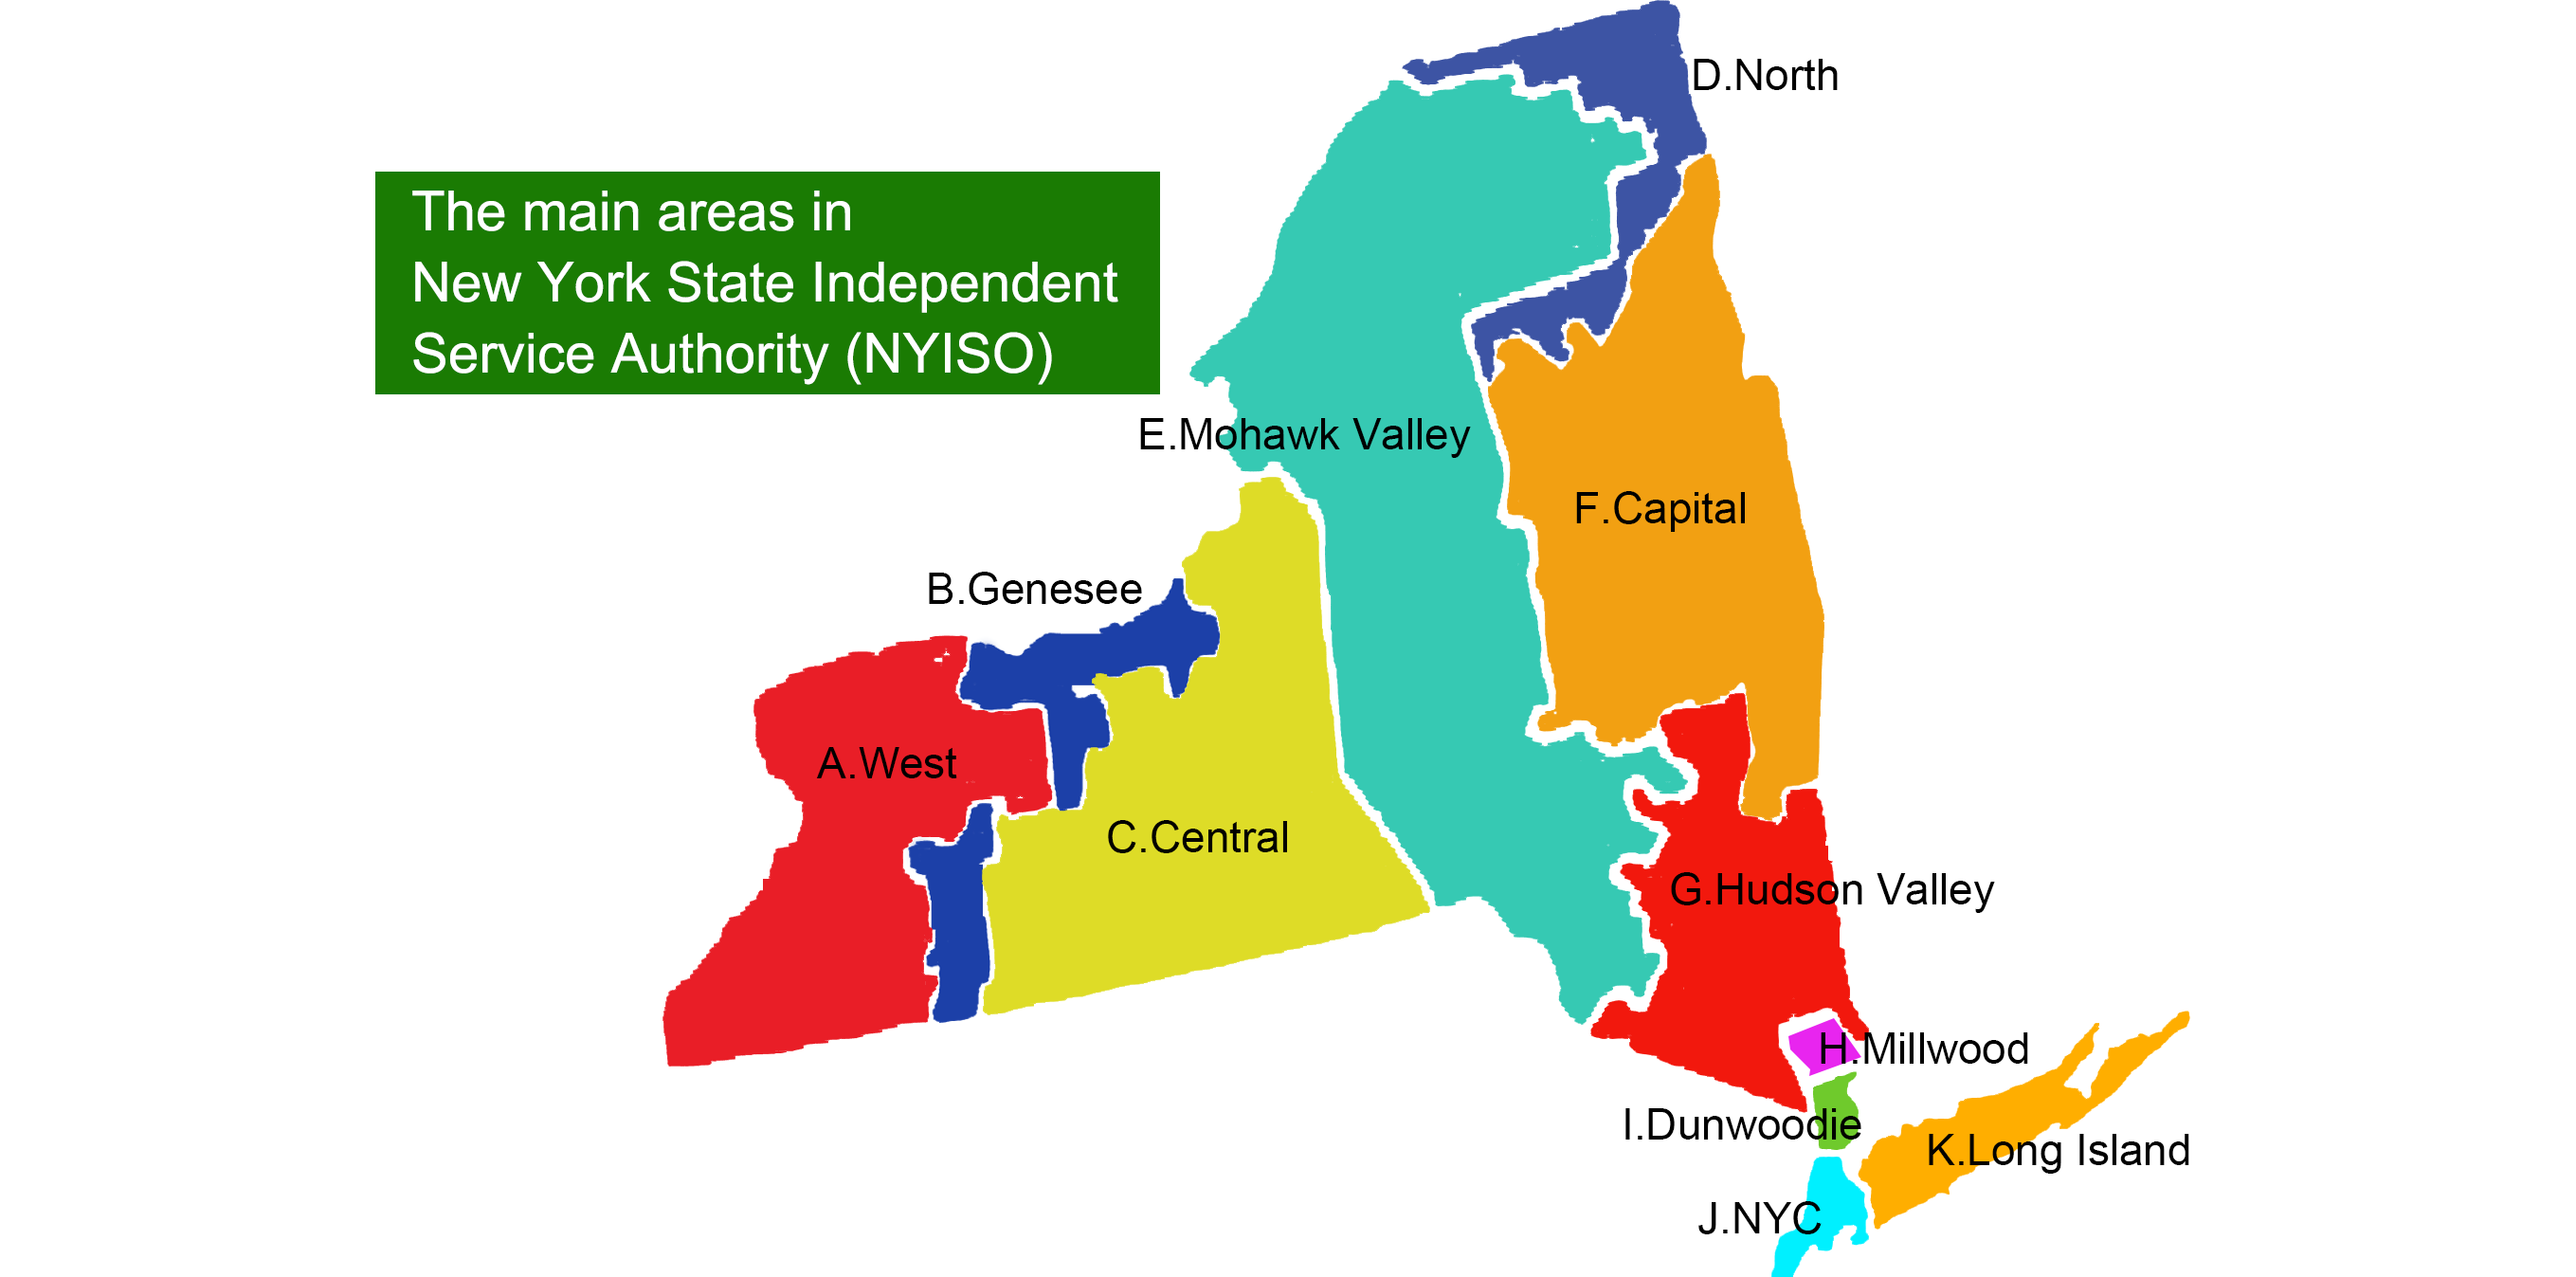 The main areas in
New York State Independent
Service Authority (NYISO)
D.North
E.Mohawk Valley
F.Capital
B.Genesee
A.West
C.Central
G.Hudson Valley
H.Millwood
I.Dunwoodie
K.Long Island
J.NYC